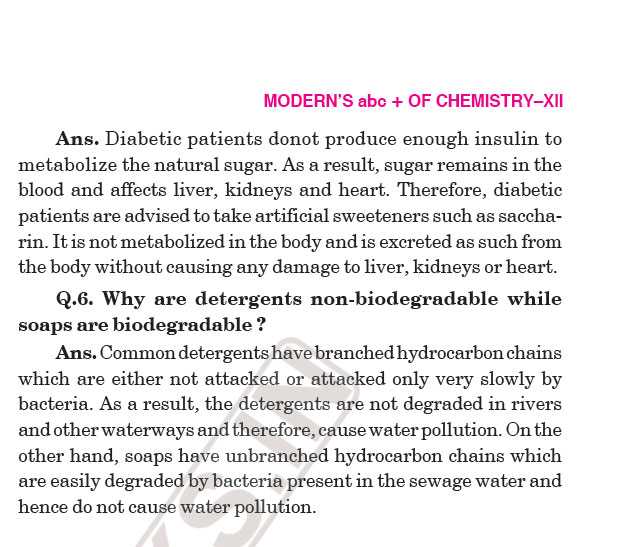 MODERN'S abc + OF CHEMISTRY–XII
Ans. Diabetic patients donot produce enough insulin to
metabolize the natural sugar. As a result, sugar remains in the
blood and affects liver, kidneys and heart. Therefore, diabetic
patients are advised to take artificial sweeteners such as saccha-
rin. It is not metabolized in the body and is excreted as such from
the body without causing any damage to liver, kidneys or heart.
Q.6. Why are detergents non-biodegradable while
soaps are biodegradable ?
Ans. Common detergents have branched hydrocarbon chains
which are either not attacked or attacked only very slowly by
bacteria. As a result, the detergents are not degraded in rivers
and other waterways and therefore, cause water pollution. On the
other hand, soaps have unbranched hydrocarbon chains which
are easily degraded by bacteria present in the sewage water and
hence do not cause water pollution.